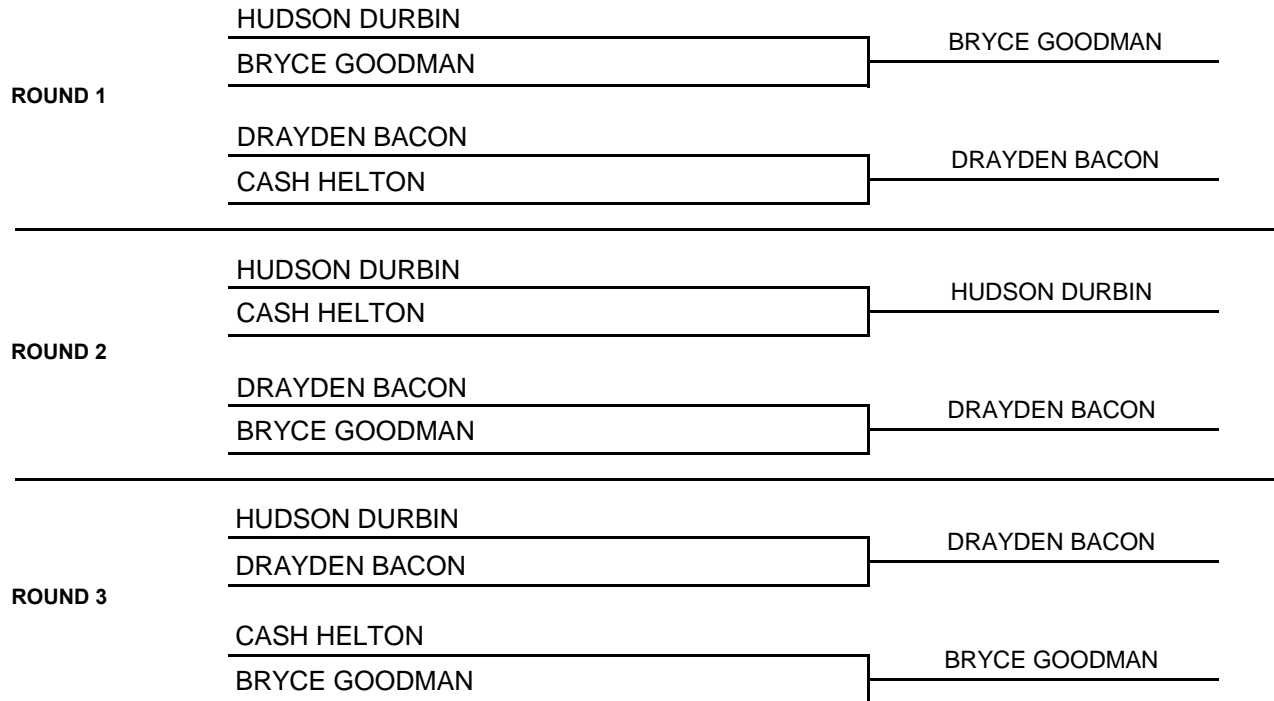 HUDSON DURBIN
BRYCE GOODMAN
BRYCE GOODMAN
ROUND 1
DRAYDEN BACON
DRAYDEN BACON
CASH HELTON
HUDSON DURBIN
HUDSON DURBIN
CASH HELTON
ROUND 2
DRAYDEN BACON
DRAYDEN BACON
BRYCE GOODMAN
HUDSON DURBIN
DRAYDEN BACON
DRAYDEN BACON
ROUND 3
CASH HELTON
BRYCE GOODMAN
BRYCE GOODMAN